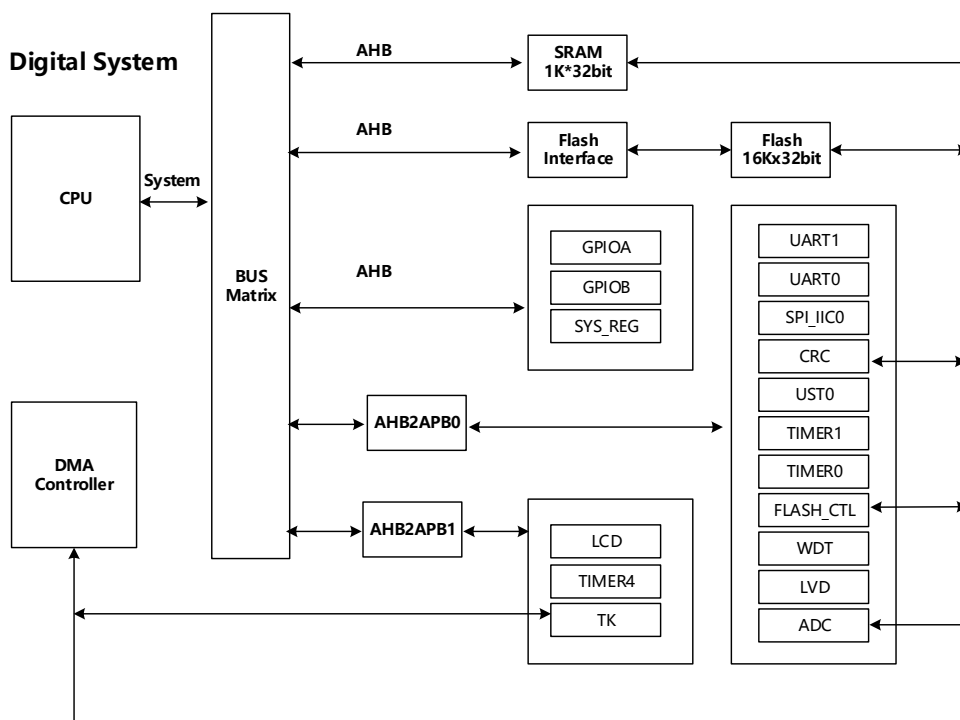 Digital System
AHB
SRAM
1K*32bit
AHB
Flash
Interface
Flash
16Kx32bit
CPU
System
BUS
Matrix
AHB
GPIOA
GPIOB
SYS_REG
UART1
UART0
SPI_IIC0
CRC
UST0
TIMER1
TIMER0
FLASH_CTL
WDT
LVD
ADC
AHB2APB0
DMA
Controller
AHB2APB1
LCD
TIMER4
TK